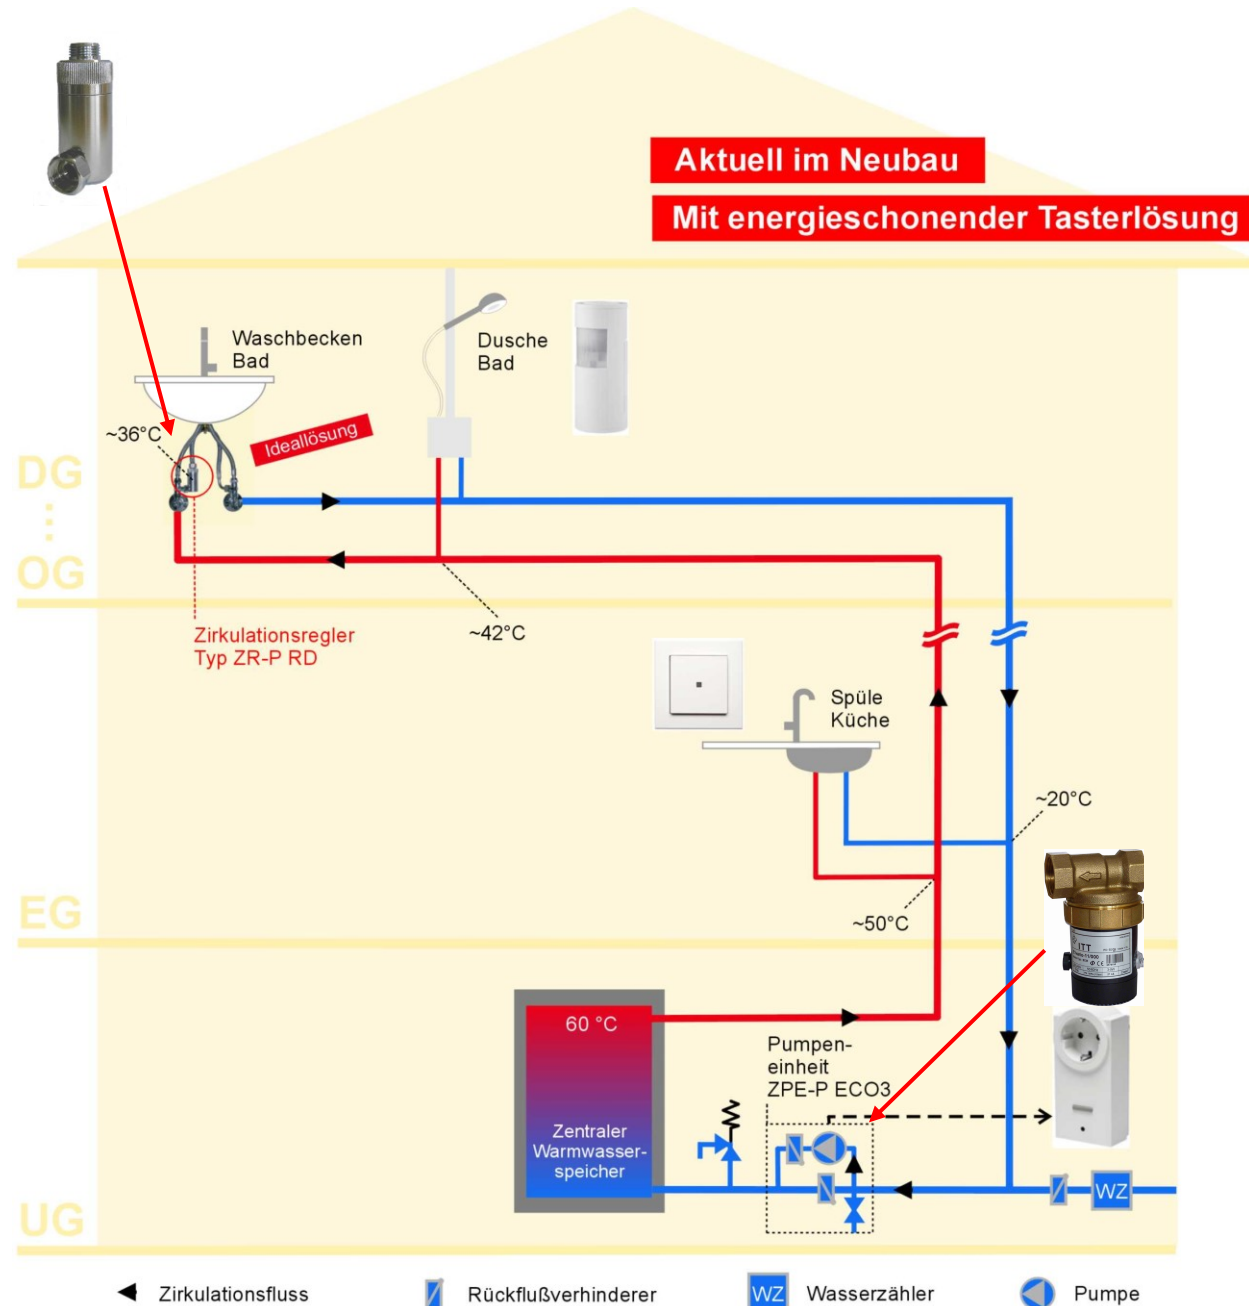 Aktuell im Neubau
Mit energieschonender Tasterlösung
Waschbecken
Bad
Dusche
Bad
~36°C
Ideallösung
DG
OG
~42°C
Zirkulationsregler
Typ ZR-P RD
Spüle
Küche
~20°C
~50°C
EG
ITT
60 °C
Pumpen-
einheit
ZPE-P ECO3
Zentraler
Warmwasser-
speicher
WZ
UG
Zirkulationsfluss
Rückflußverhinderer
WZ Wasserzähler
Pumpe